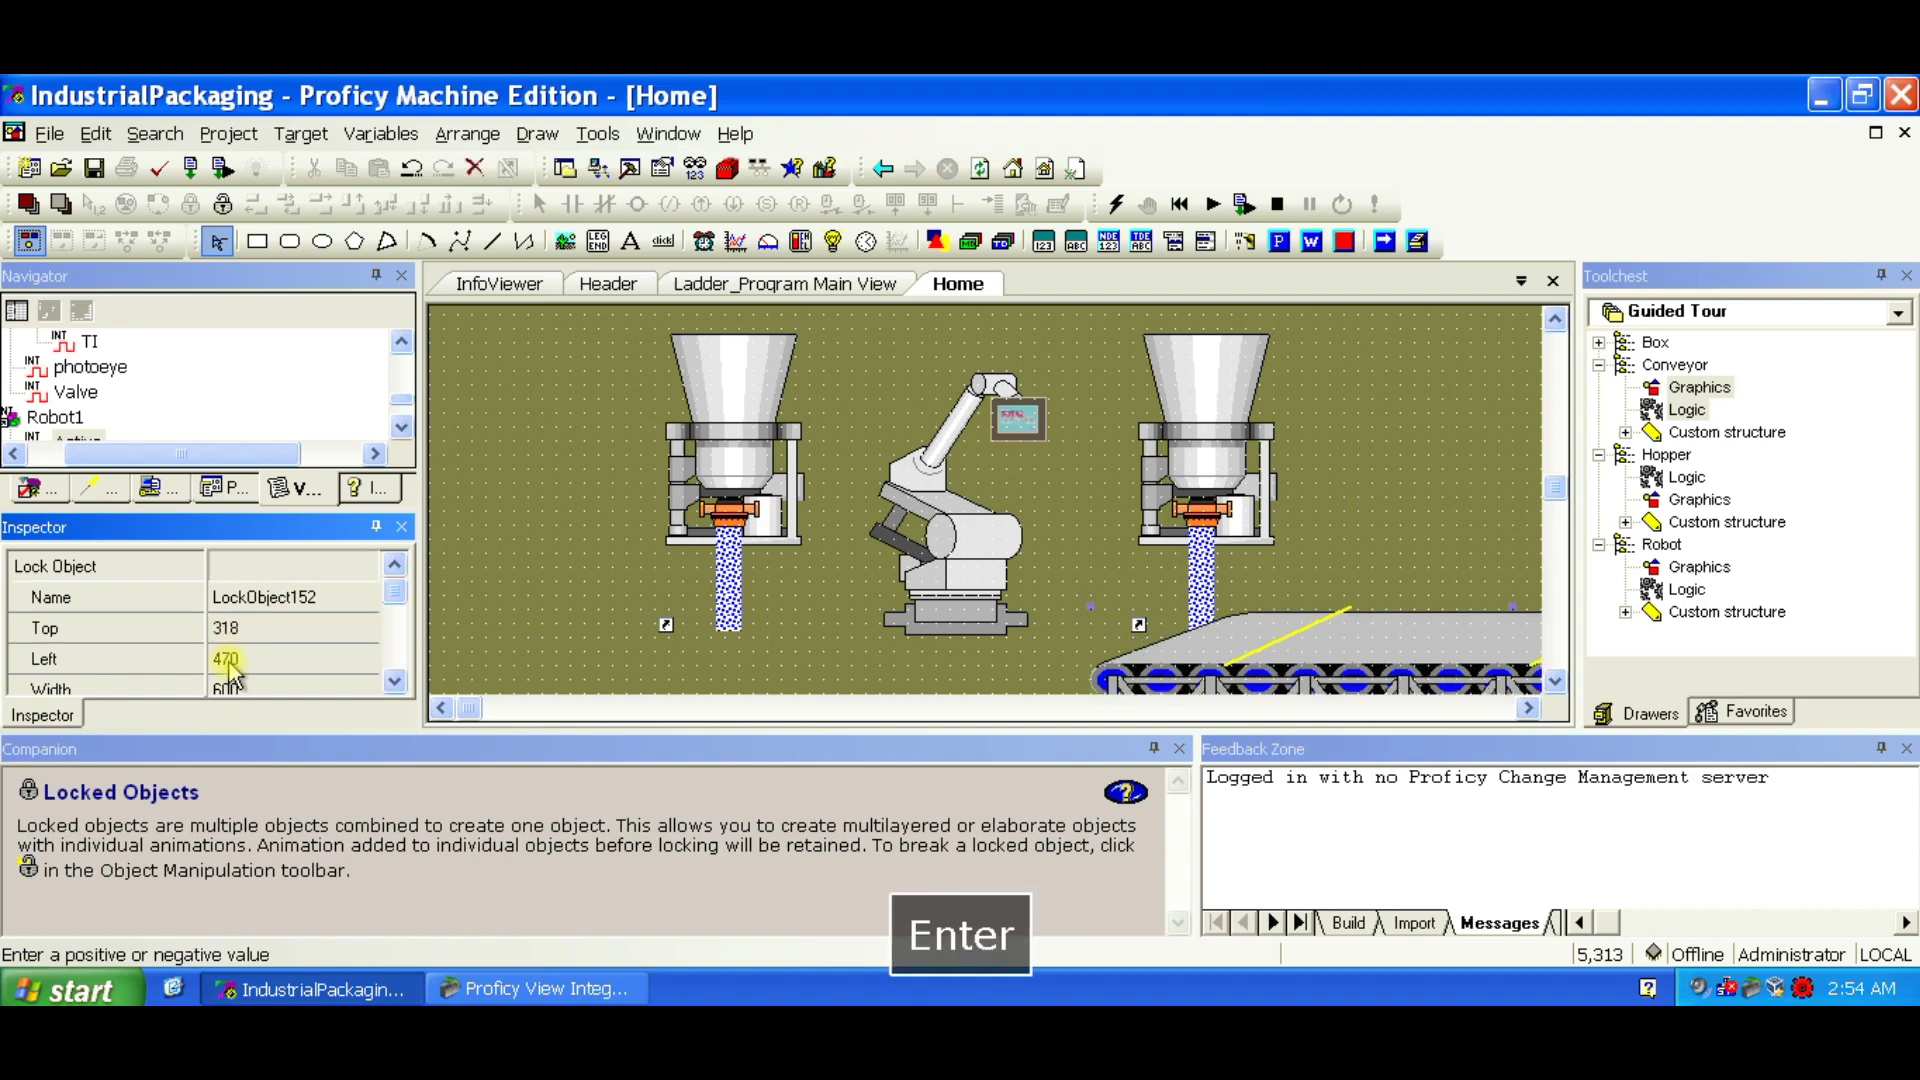 IndustrialPackaging - Proficy Machine Edition - [Home]
File Edit Search Project Target Variables Arrange Draw Tools Window Help
Navigator
InfoViewer Header Ladder_Program Main View Home
Toolchest
INT TI
INT photoeye
INT Valve
Robot1
INT
P... V... I...
Inspector
Lock Object
Name LockObject152
Top 318
Left 470
Width 600
Inspector
Guided Tour
Box
Conveyor
Graphics
Logic
Custom structure
Hopper
Logic
Graphics
Custom structure
Robot
Graphics
Logic
Custom structure
Drawers Favorites
Companion
Locked Objects
Locked objects are multiple objects combined to create one object. This allows you to create multilayered or elaborate objects
with individual animations. Animation added to individual objects before locking will be retained. To break a locked object, click
in the Object Manipulation toolbar.
Feedback Zone
Logged in with no Proficy Change Management server
Build Import Messages
Enter
Enter a positive or negative value
5,313 Offline Administrator LOCAL
start IndustrialPackagin... Proficy View Integ... 2:54 AM